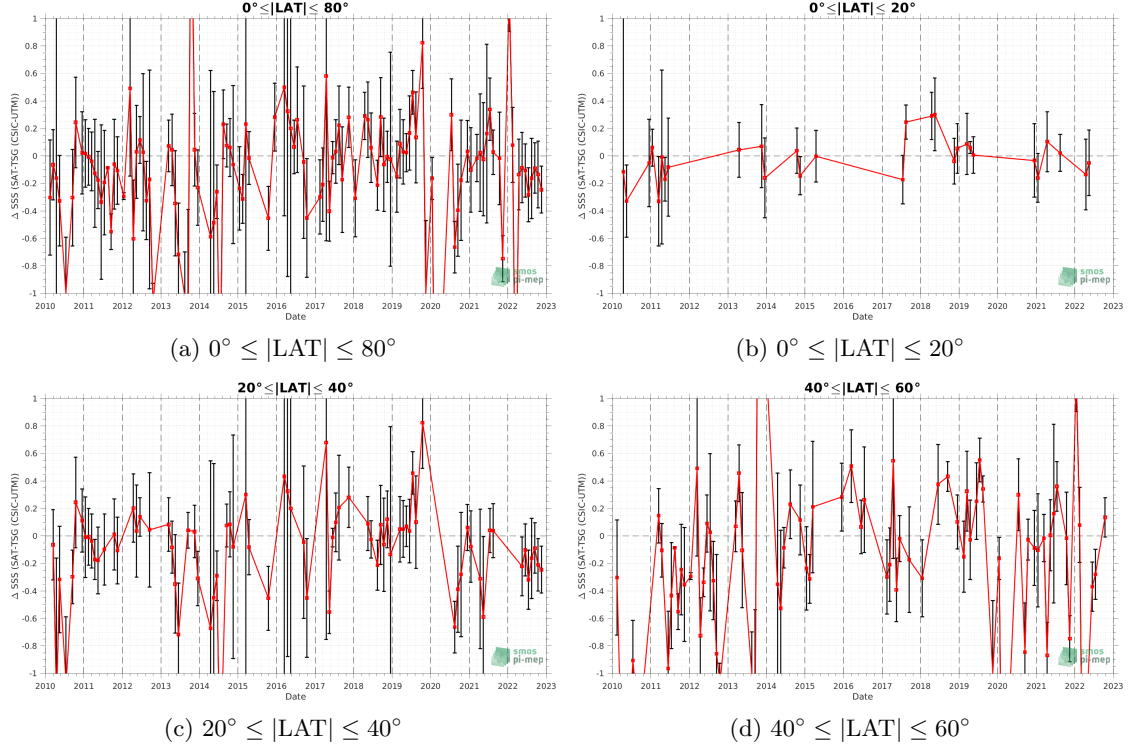 0°≤|LAT|≤ 80°
Δ SSS (SAT-TSG (CSIC-UTM))
1
0.8
0.6
0.4
0.2
0
-0.2
-0.4
-0.6
-0.8
-1
2010 2011 2012 2013 2014 2015 2016 2017 2018 2019 2020 2021 2022 2023
Date
smos
pi-mep
(a) 0° ≤ |LAT| ≤ 80°
0°≤|LAT|≤ 20°
Δ SSS (SAT-TSG (CSIC-UTM))
1
0.8
0.6
0.4
0.2
0
-0.2
-0.4
-0.6
-0.8
-1
2010 2011 2012 2013 2014 2015 2016 2017 2018 2019 2020 2021 2022 2023
Date
smos
pi-mep
(b) 0° ≤ |LAT| ≤ 20°
20°≤|LAT|≤ 40°
Δ SSS (SAT-TSG (CSIC-UTM))
1
0.8
0.6
0.4
0.2
0
-0.2
-0.4
-0.6
-0.8
-1
2010 2011 2012 2013 2014 2015 2016 2017 2018 2019 2020 2021 2022 2023
Date
smos
pi-mep
(c) 20° ≤ |LAT| ≤ 40°
40°≤|LAT|≤ 60°
Δ SSS (SAT-TSG (CSIC-UTM))
1
0.8
0.6
0.4
0.2
0
-0.2
-0.4
-0.6
-0.8
-1
2010 2011 2012 2013 2014 2015 2016 2017 2018 2019 2020 2021 2022 2023
Date
smos
pi-mep
(d) 40° ≤ |LAT| ≤ 60°